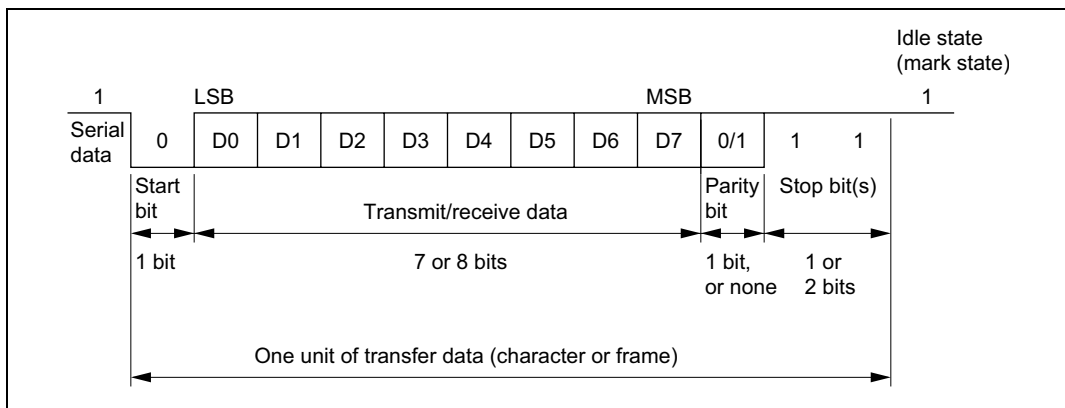 Idle state
(mark state)
1 LSB MSB 1
Serial
data
0 D0 D1 D2 D3 D4 D5 D6 D7 0/1 1 1
Start
bit
Transmit/receive data
Parity
bit
Stop bit(s)
1 bit
7 or 8 bits
1 bit,
or none
1 or
2 bits
One unit of transfer data (character or frame)